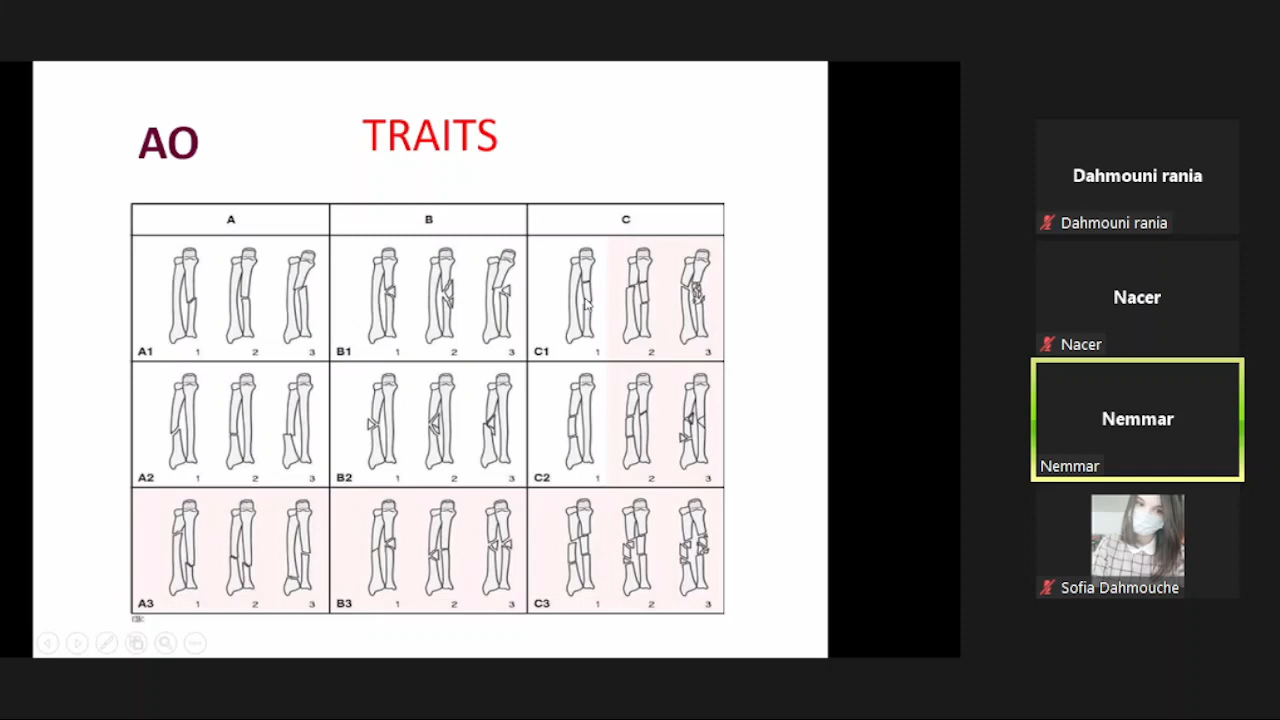 AO
TRAITS
A B C
A1 1 2 3
B1 1 2 3
C1 1 2 3
A2 1 2 3
B2 1 2 3
C2 1 2 3
A3 1 2 3
B3 1 2 3
C3 1 2 3
Dahmouni rania
Dahmouni rania
Nacer
Nacer
Nemmar
Nemmar
Sofia Dahmouche